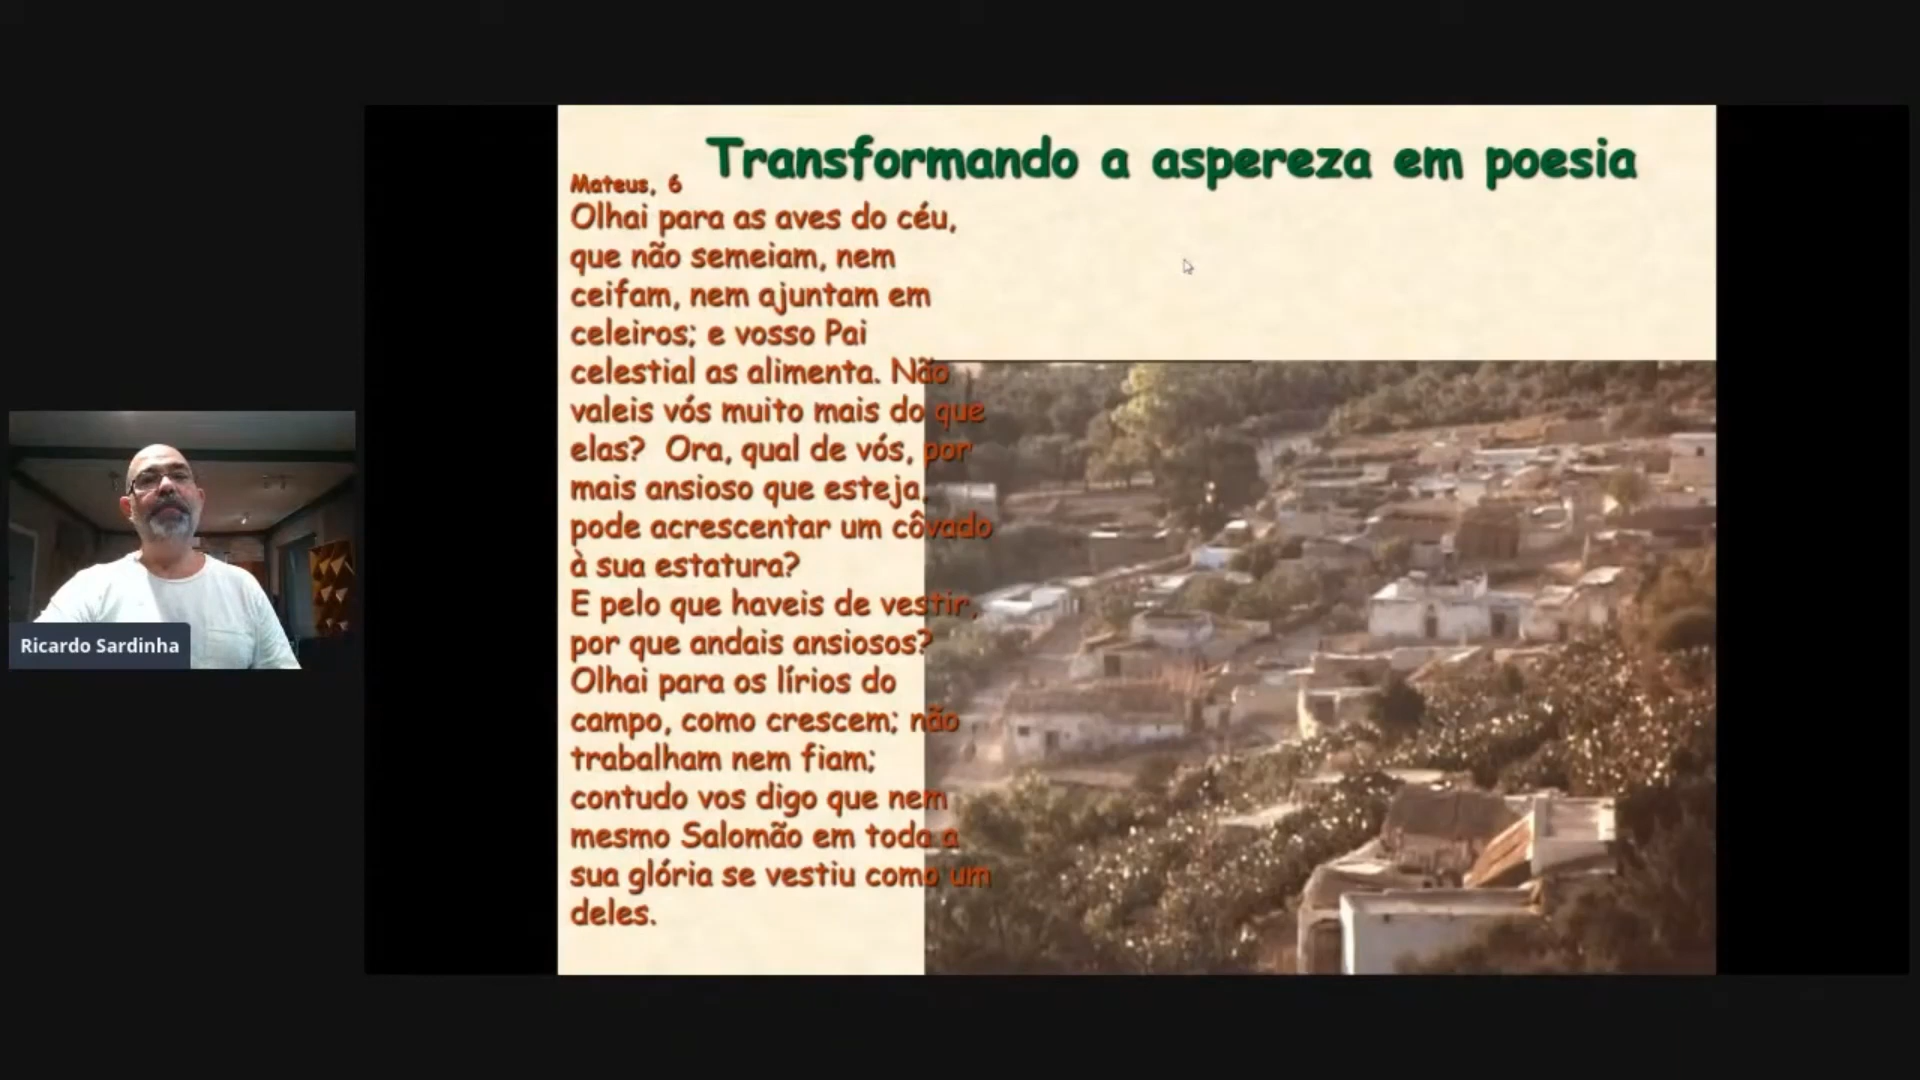 Transformando a aspereza em poesia
Mateus, 6
Olhai para as aves do céu,
que não semeiam, nem
ceifam, nem ajuntam em
celeiros; e vosso Pai
celestial as alimenta. Não
valeis vós muito mais do que
elas? Ora, qual de vós, por
mais ansioso que esteja,
pode acrescentar um côvado
à sua estatura?
E pelo que haveis de vestir,
por que andais ansiosos?
Olhai para os lírios do
campo, como crescem; não
trabalham nem fiam;
contudo vos digo que nem
mesmo Salomão em toda a
sua glória se vestiu como um
deles.
Ricardo Sardinha